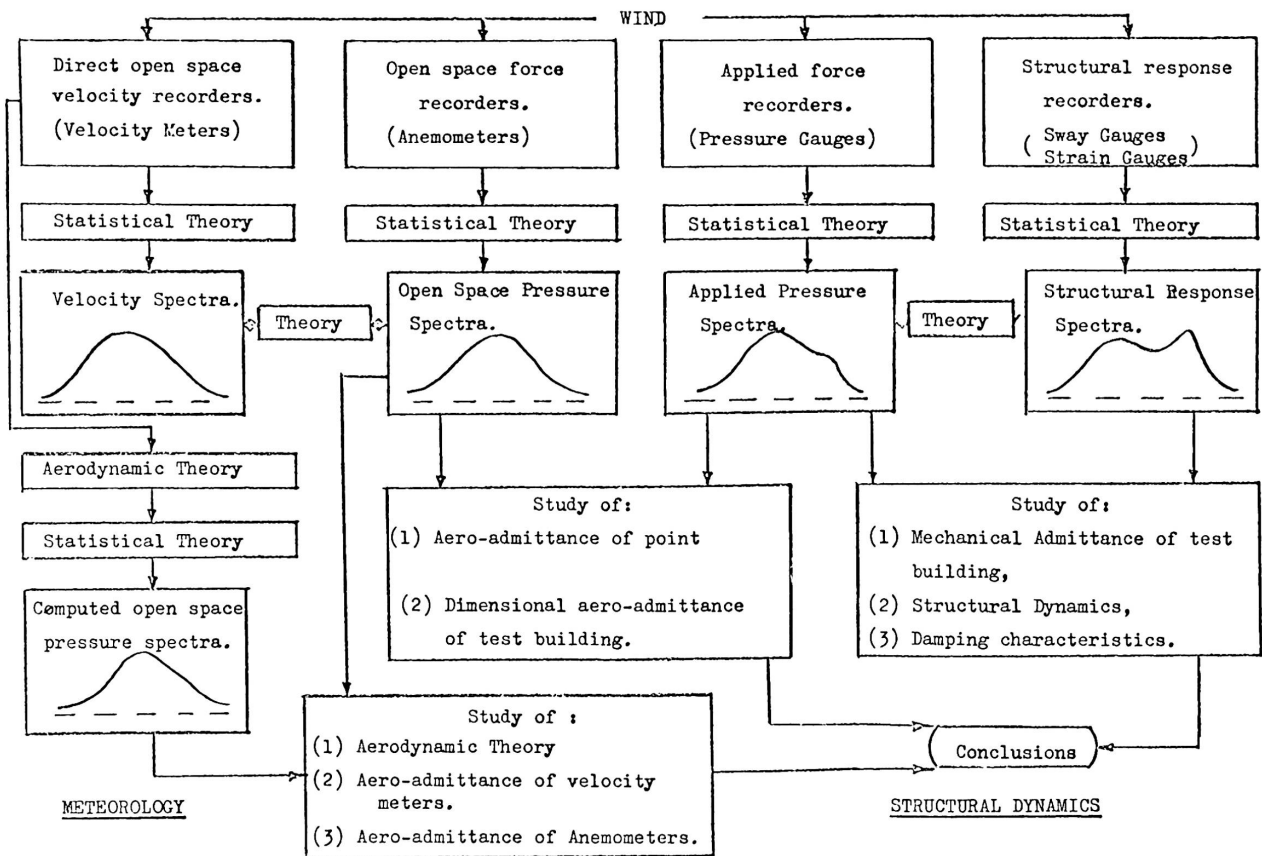 WIND
Direct open space
velocity recorders.
(Velocity Meters)
Open space force
recorders.
(Anemometers)
Applied force
recorders.
(Pressure Gauges)
Structural response
recorders.
( Sway Gauges
Strain Gauges)
Statistical Theory
Statistical Theory
Statistical Theory
Statistical Theory
Velocity Spectra.
Theory
Open Space Pressure
Spectra.
Applied Pressure
Spectra.
Theory
Structural Response
Spectra.
Aerodynamic Theory
Statistical Theory
Computed open space
pressure spectra.
Study of:
(1) Aero-admittance of point
(2) Dimensional aero-admittance
of test building.
Study of:
(1) Mechanical Admittance of test
building,
(2) Structural Dynamics,
(3) Damping characteristics.
Study of :
(1) Aerodynamic Theory
(2) Aero-admittance of velocity
meters.
(3) Aero-admittance of Anemometers.
Conclusions
METEOROLOGY
STRUCTURAL DYNAMICS